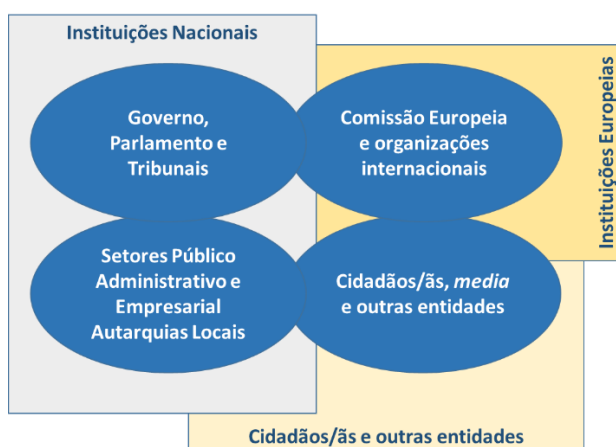 Instituições Nacionais
Governo,
Parlamento e
Tribunais
Comissão Europeia
e organizações
internacionais
Instituições Europeias
Setores Público
Administrativo e
Empresarial
Autarquias Locais
Cidadãos/ãs, media
e outras entidades
Cidadãos/ãs e outras entidades